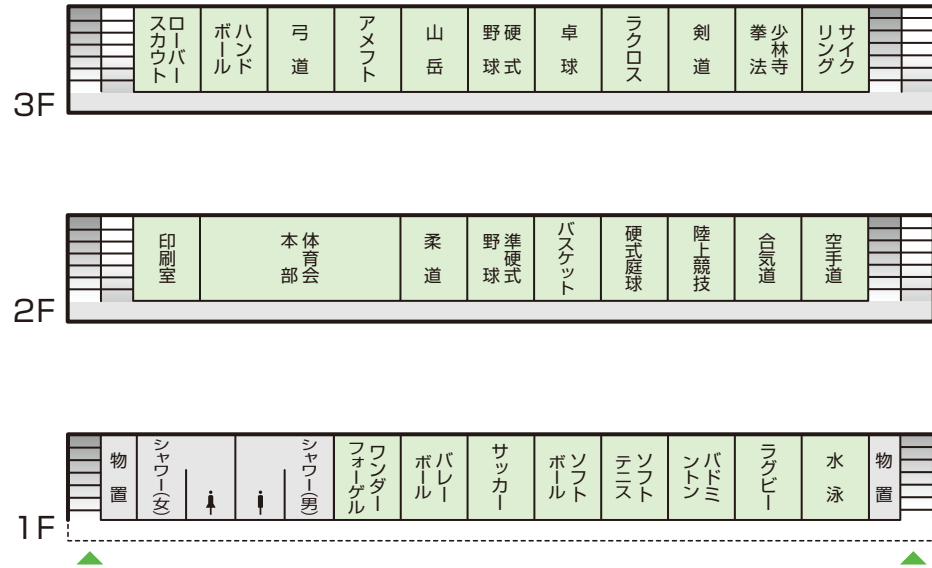 3F
ローバー
スカウト
ハンド
ボール
弓道
アメフト
山岳
硬式
野球
卓球
ラクロス
剣道
少林寺
拳法
サイク
リング
2F
印刷室
体育会
本部
柔道
準硬式
野球
バスケット
硬式庭球
陸上競技
合気道
空手道
1F
物置
シャワー(女)
シャワー(男)
ワンダー
フォーゲル
バレー
ボール
サッカー
ソフト
ボール
ソフト
テニス
バドミ
ントン
ラグビー
水泳
物置